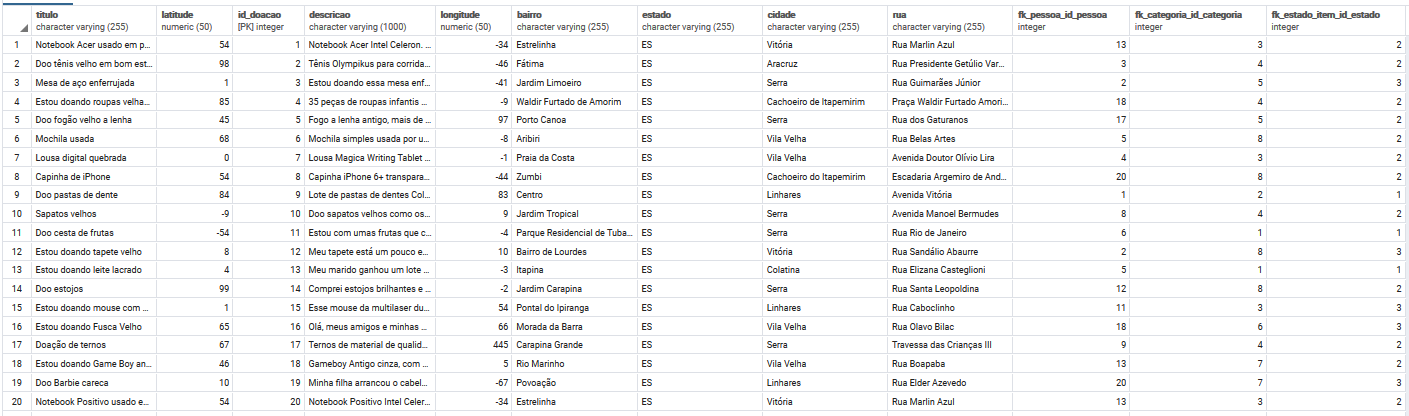 titulo latitude id_doacao descricao longitude bairro estado cidade rua fk_pessoa_id_pessoa fk_categoria_id_categoria fk_estado_item_id_estado
character varying (255) numeric (50) [PK] integer character varying (1000) numeric (50) character varying (255) character varying (255) character varying (255) character varying (255) integer integer integer
1 Notebook Acer usado em p... 54 1 Notebook Acer Intel Celeron. ... -34 Estrelinha ES Vitória Rua Marlin Azul 13 3 2
2 Doo tênis velho em bom est... 98 2 Tênis Olympikus para corrida... -46 Fátima ES Aracruz Rua Presidente Getúlio Var... 3 4 2
3 Mesa de aço enferrujada 1 3 Estou doando essa mesa enf... -41 Jardim Limoeiro ES Serra Rua Guimarães Júnior 2 5 3
4 Estou doando roupas velha... 85 4 35 peças de roupas infantis ... -9 Waldir Furtado de Amorim ES Cachoeiro de Itapemirim Praça Waldir Furtado Amori... 18 4 2
5 Doo fogão velho a lenha 45 5 Fogo a lenha antigo, mais de ... 97 Porto Canoa ES Serra Rua dos Gaturanos 17 5 2
6 Mochila usada 68 6 Mochila simples usada por u... -8 Aribiri ES Vila Velha Rua Belas Artes 5 8 2
7 Lousa digital quebrada 0 7 Lousa Magica Writing Tablet ... -1 Praia da Costa ES Vila Velha Avenida Doutor Olívio Lira 4 3 2
8 Capinha de iPhone 54 8 Capinha iPhone 6+ transpara... -44 Zumbi ES Cachoeiro do Itapemirim Escadaria Argemiro de And... 20 8 2
9 Doo pastas de dente 84 9 Lote de pastas de dentes Col... 83 Centro ES Linhares Avenida Vitória 1 2 1
10 Sapatos velhos -9 10 Doo sapatos velhos como os... 9 Jardim Tropical ES Serra Avenida Manoel Bermudes 8 4 2
11 Doo cesta de frutas -54 11 Estou com umas frutas que c... -4 Parque Residencial de Tuba... ES Serra Rua Rio de Janeiro 6 1 1
12 Estou doando tapete velho 8 12 Meu tapete está um pouco e... 10 Bairro de Lourdes ES Vitória Rua Sandálio Abaurre 2 8 3
13 Estou doando leite lacrado 4 13 Meu marido ganhou um lote ... -3 Itapina ES Colatina Rua Elizana Casteglioni 5 1 1
14 Doo estojos 99 14 Comprei estojos brilhantes e ... -2 Jardim Carapina ES Serra Rua Santa Leopoldina 12 8 2
15 Estou doando mouse com ... 1 15 Esse mouse da multilaser du... 54 Pontal do Ipiranga ES Linhares Rua Caboclinho 11 3 3
16 Estou doando Fusca Velho 65 16 Olá, meus amigos e minhas ... 66 Morada da Barra ES Vila Velha Rua Olavo Bilac 18 6 3
17 Doação de ternos 67 17 Ternos de material de qualid... 445 Carapina Grande ES Serra Travessa das Crianças III 9 4 2
18 Estou doando Game Boy an... 46 18 Gameboy Antigo cinza, com ... 5 Rio Marinho ES Vila Velha Rua Boapaba 13 7 2
19 Doo Barbie careca 10 19 Minha filha arrancou o cabel... -67 Povoação ES Linhares Rua Elder Azevedo 20 7 3
20 Notebook Positivo usado e... 54 20 Notebook Positivo Intel Celer... -34 Estrelinha ES Vitória Rua Marlin Azul 13 3 2